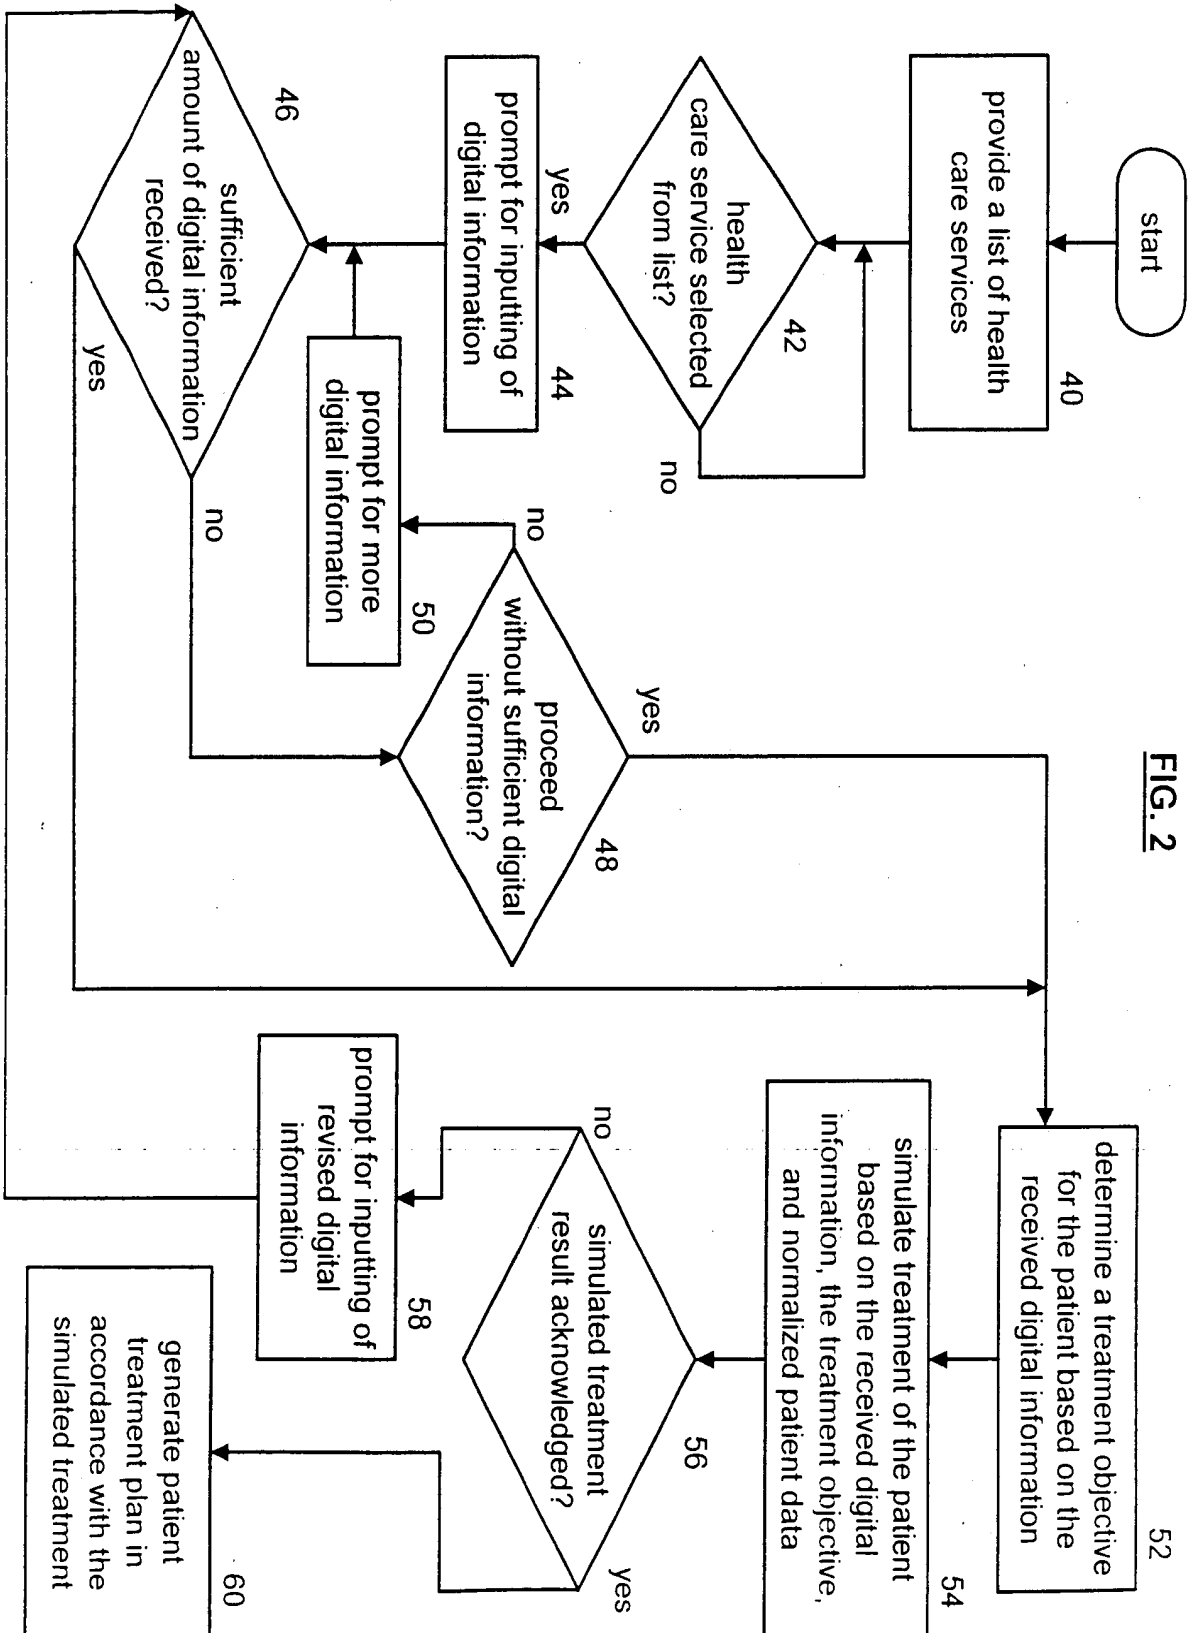 FIG. 2
start
provide a list of health
care services
40
health
care service selected
from list?
42
no
yes
prompt for inputting of
digital information
44
sufficient
amount of digital information
received?
46
no
yes
proceed
without sufficient digital
information?
48
yes
no
prompt for more
digital information
50
determine a treatment objective
for the patient based on the
received digital information
52
simulate treatment of the patient
based on the received digital
information, the treatment objective,
and normalized patient data
54
simulated treatment
result acknowledged?
56
no
yes
prompt for inputting of
revised digital
information
58
generate patient
treatment plan in
accordance with the
simulated treatment
60